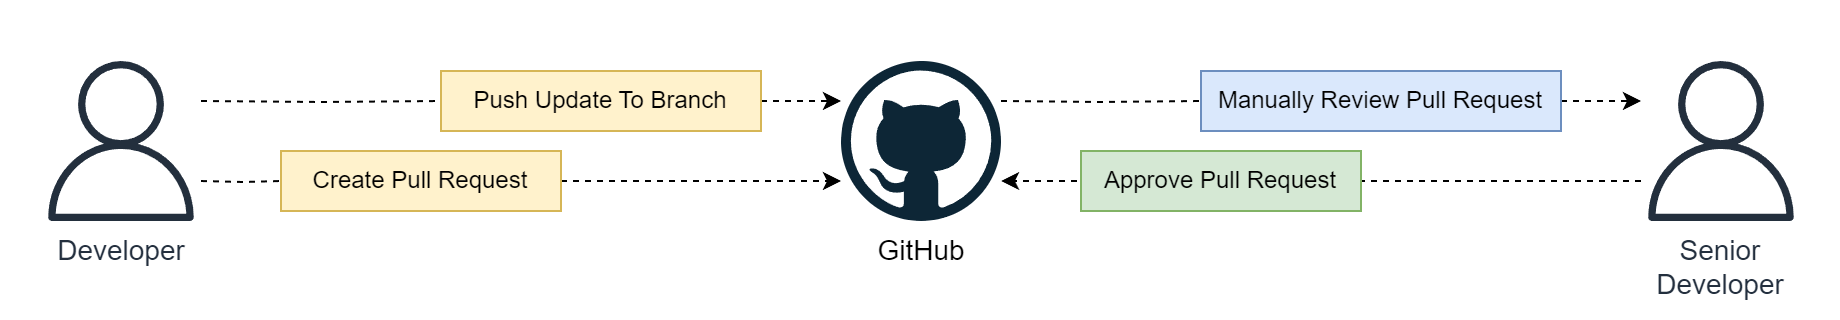 Push Update To Branch
Manually Review Pull Request
Create Pull Request
Approve Pull Request
Developer
GitHub
Senior
Developer